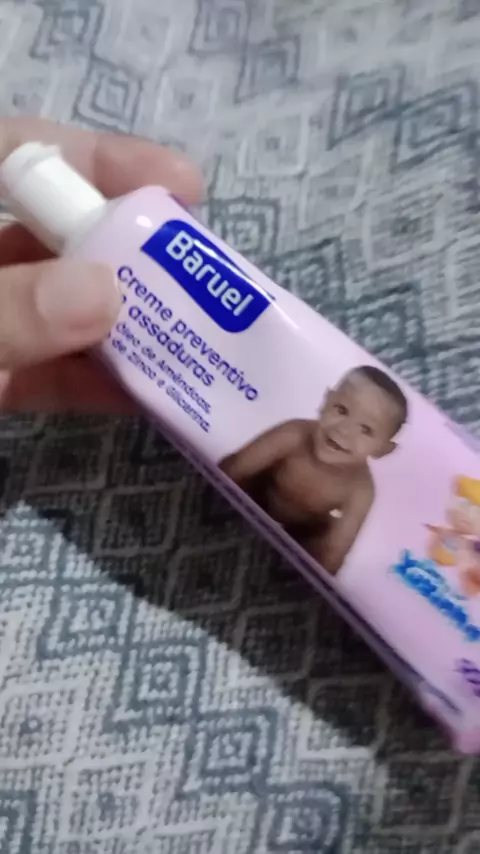 Baruel
Creme preventivo
assaduras
Óleo de Amêndoas,
de Zinco e Glicerina.